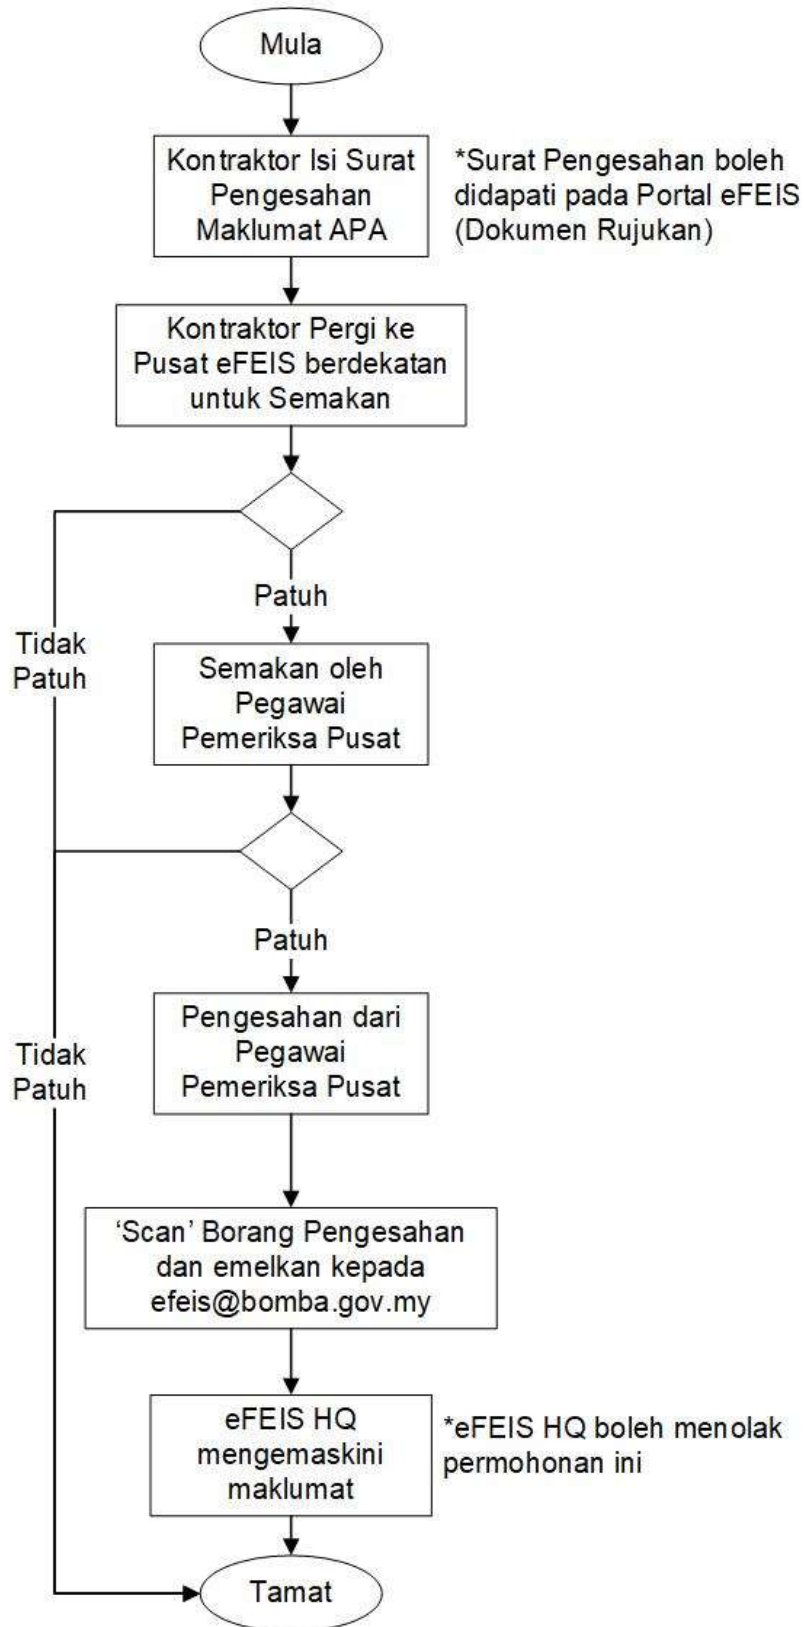 Mula
Kontraktor Isi Surat
Pengesahan
Maklumat APA
*Surat Pengesahan boleh
didapati pada Portal eFEIS
(Dokumen Rujukan)
Kontraktor Pergi ke
Pusat eFEIS berdekatan
untuk Semakan
Patuh
Tidak
Patuh
Semakan oleh
Pegawai
Pemeriksa Pusat
Patuh
Tidak
Patuh
Pengesahan dari
Pegawai
Pemeriksa Pusat
‘Scan’ Borang Pengesahan
dan emelkan kepada
efeis@bomba.gov.my
eFEIS HQ
mengemaskini
maklumat
*eFEIS HQ boleh menolak
permohonan ini
Tamat